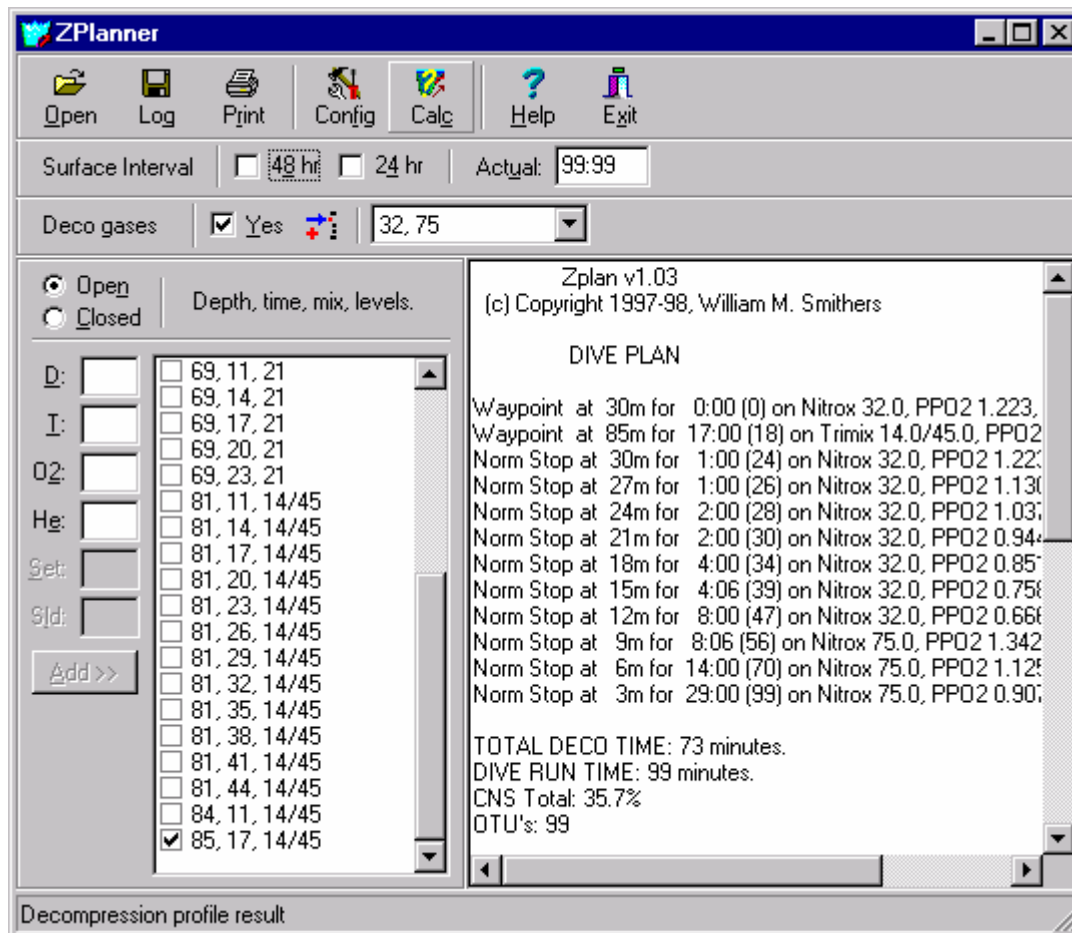 ZPlanner
Open Log Print Config Calc Help Exit
Surface Interval 48 hr 24 hr Actual: 99:99
Deco gases Yes 32, 75
Open
Closed
Depth, time, mix, levels.
D:
T:
O2:
He:
Set:
Sld:
Add >>
69, 11, 21
69, 14, 21
69, 17, 21
69, 20, 21
69, 23, 21
81, 11, 14/45
81, 14, 14/45
81, 17, 14/45
81, 20, 14/45
81, 23, 14/45
81, 26, 14/45
81, 29, 14/45
81, 32, 14/45
81, 35, 14/45
81, 38, 14/45
81, 41, 14/45
81, 44, 14/45
84, 11, 14/45
85, 17, 14/45
Zplan v1.03
(c) Copyright 1997-98, William M. Smithers
DIVE PLAN
Waypoint at 30m for 0:00 (0) on Nitrox 32.0, PPO2 1.223,
Waypoint at 85m for 17:00 (18) on Trimix 14.0/45.0, PPO2
Norm Stop at 30m for 1:00 (24) on Nitrox 32.0, PPO2 1.22
Norm Stop at 27m for 1:00 (26) on Nitrox 32.0, PPO2 1.130
Norm Stop at 24m for 2:00 (28) on Nitrox 32.0, PPO2 1.03
Norm Stop at 21m for 2:00 (30) on Nitrox 32.0, PPO2 0.944
Norm Stop at 18m for 4:00 (34) on Nitrox 32.0, PPO2 0.85
Norm Stop at 15m for 4:06 (39) on Nitrox 32.0, PPO2 0.758
Norm Stop at 12m for 8:00 (47) on Nitrox 32.0, PPO2 0.666
Norm Stop at 9m for 8:06 (56) on Nitrox 75.0, PPO2 1.342
Norm Stop at 6m for 14:00 (70) on Nitrox 75.0, PPO2 1.125
Norm Stop at 3m for 29:00 (99) on Nitrox 75.0, PPO2 0.907
TOTAL DECO TIME: 73 minutes.
DIVE RUN TIME: 99 minutes.
CNS Total: 35.7%
OTU's: 99
Decompression profile result